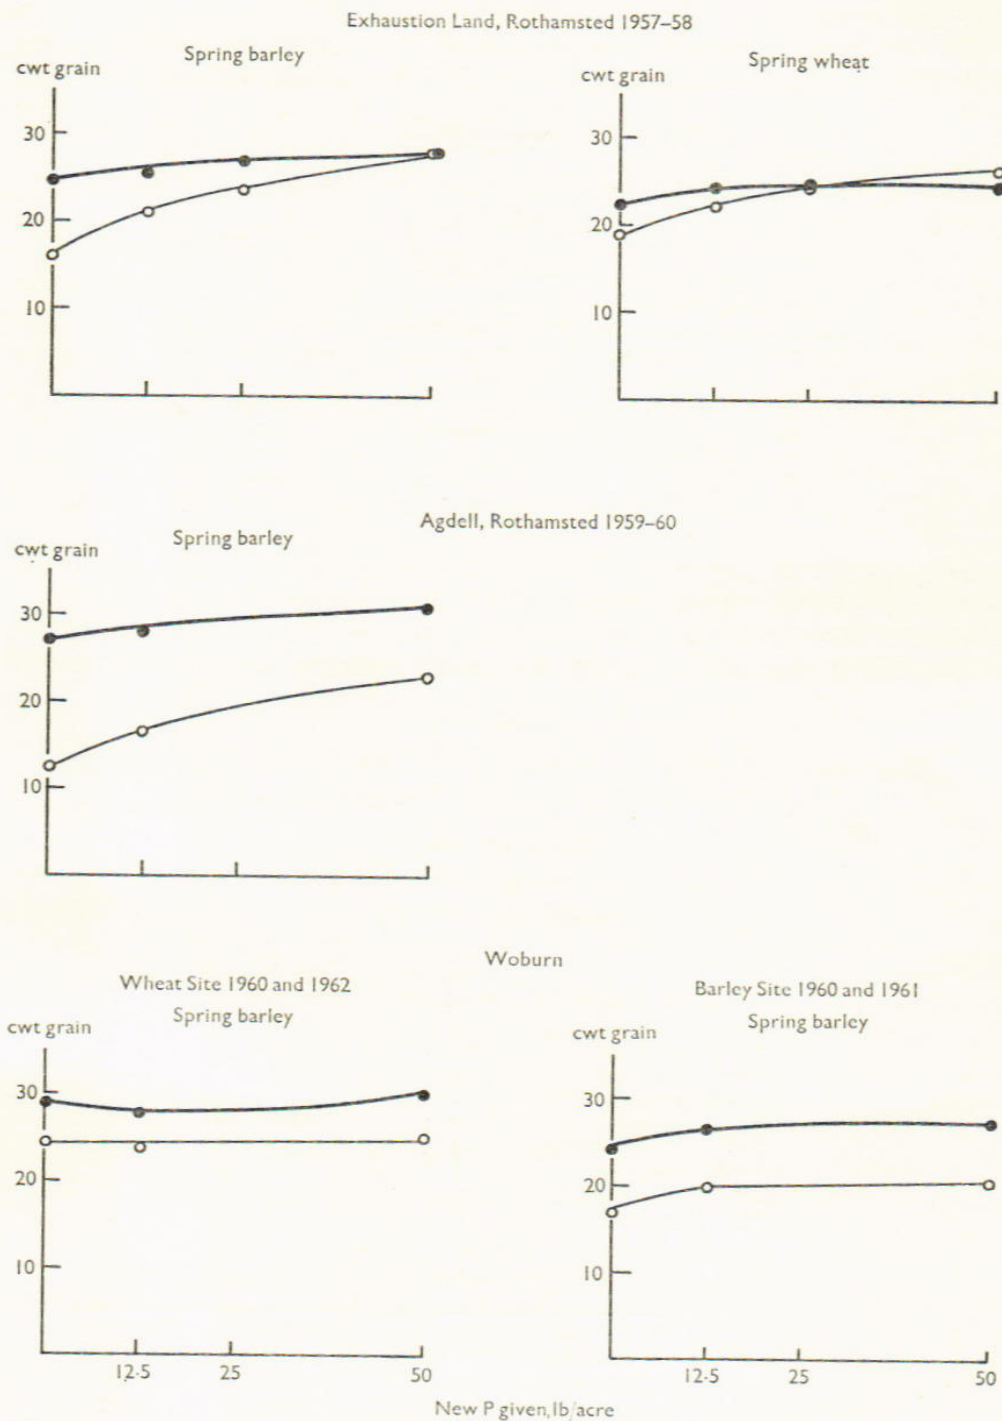 Exhaustion Land, Rothamsted 1957–58
Spring barley
cwt grain
30
20
10
Spring wheat
cwt grain
30
20
10
Agdell, Rothamsted 1959–60
Spring barley
cwt grain
30
20
10
Woburn
Wheat Site 1960 and 1962
Spring barley
cwt grain
30
20
10
12·5 25 50
Barley Site 1960 and 1961
Spring barley
cwt grain
30
20
10
12·5 25 50
New P given, lb/acre